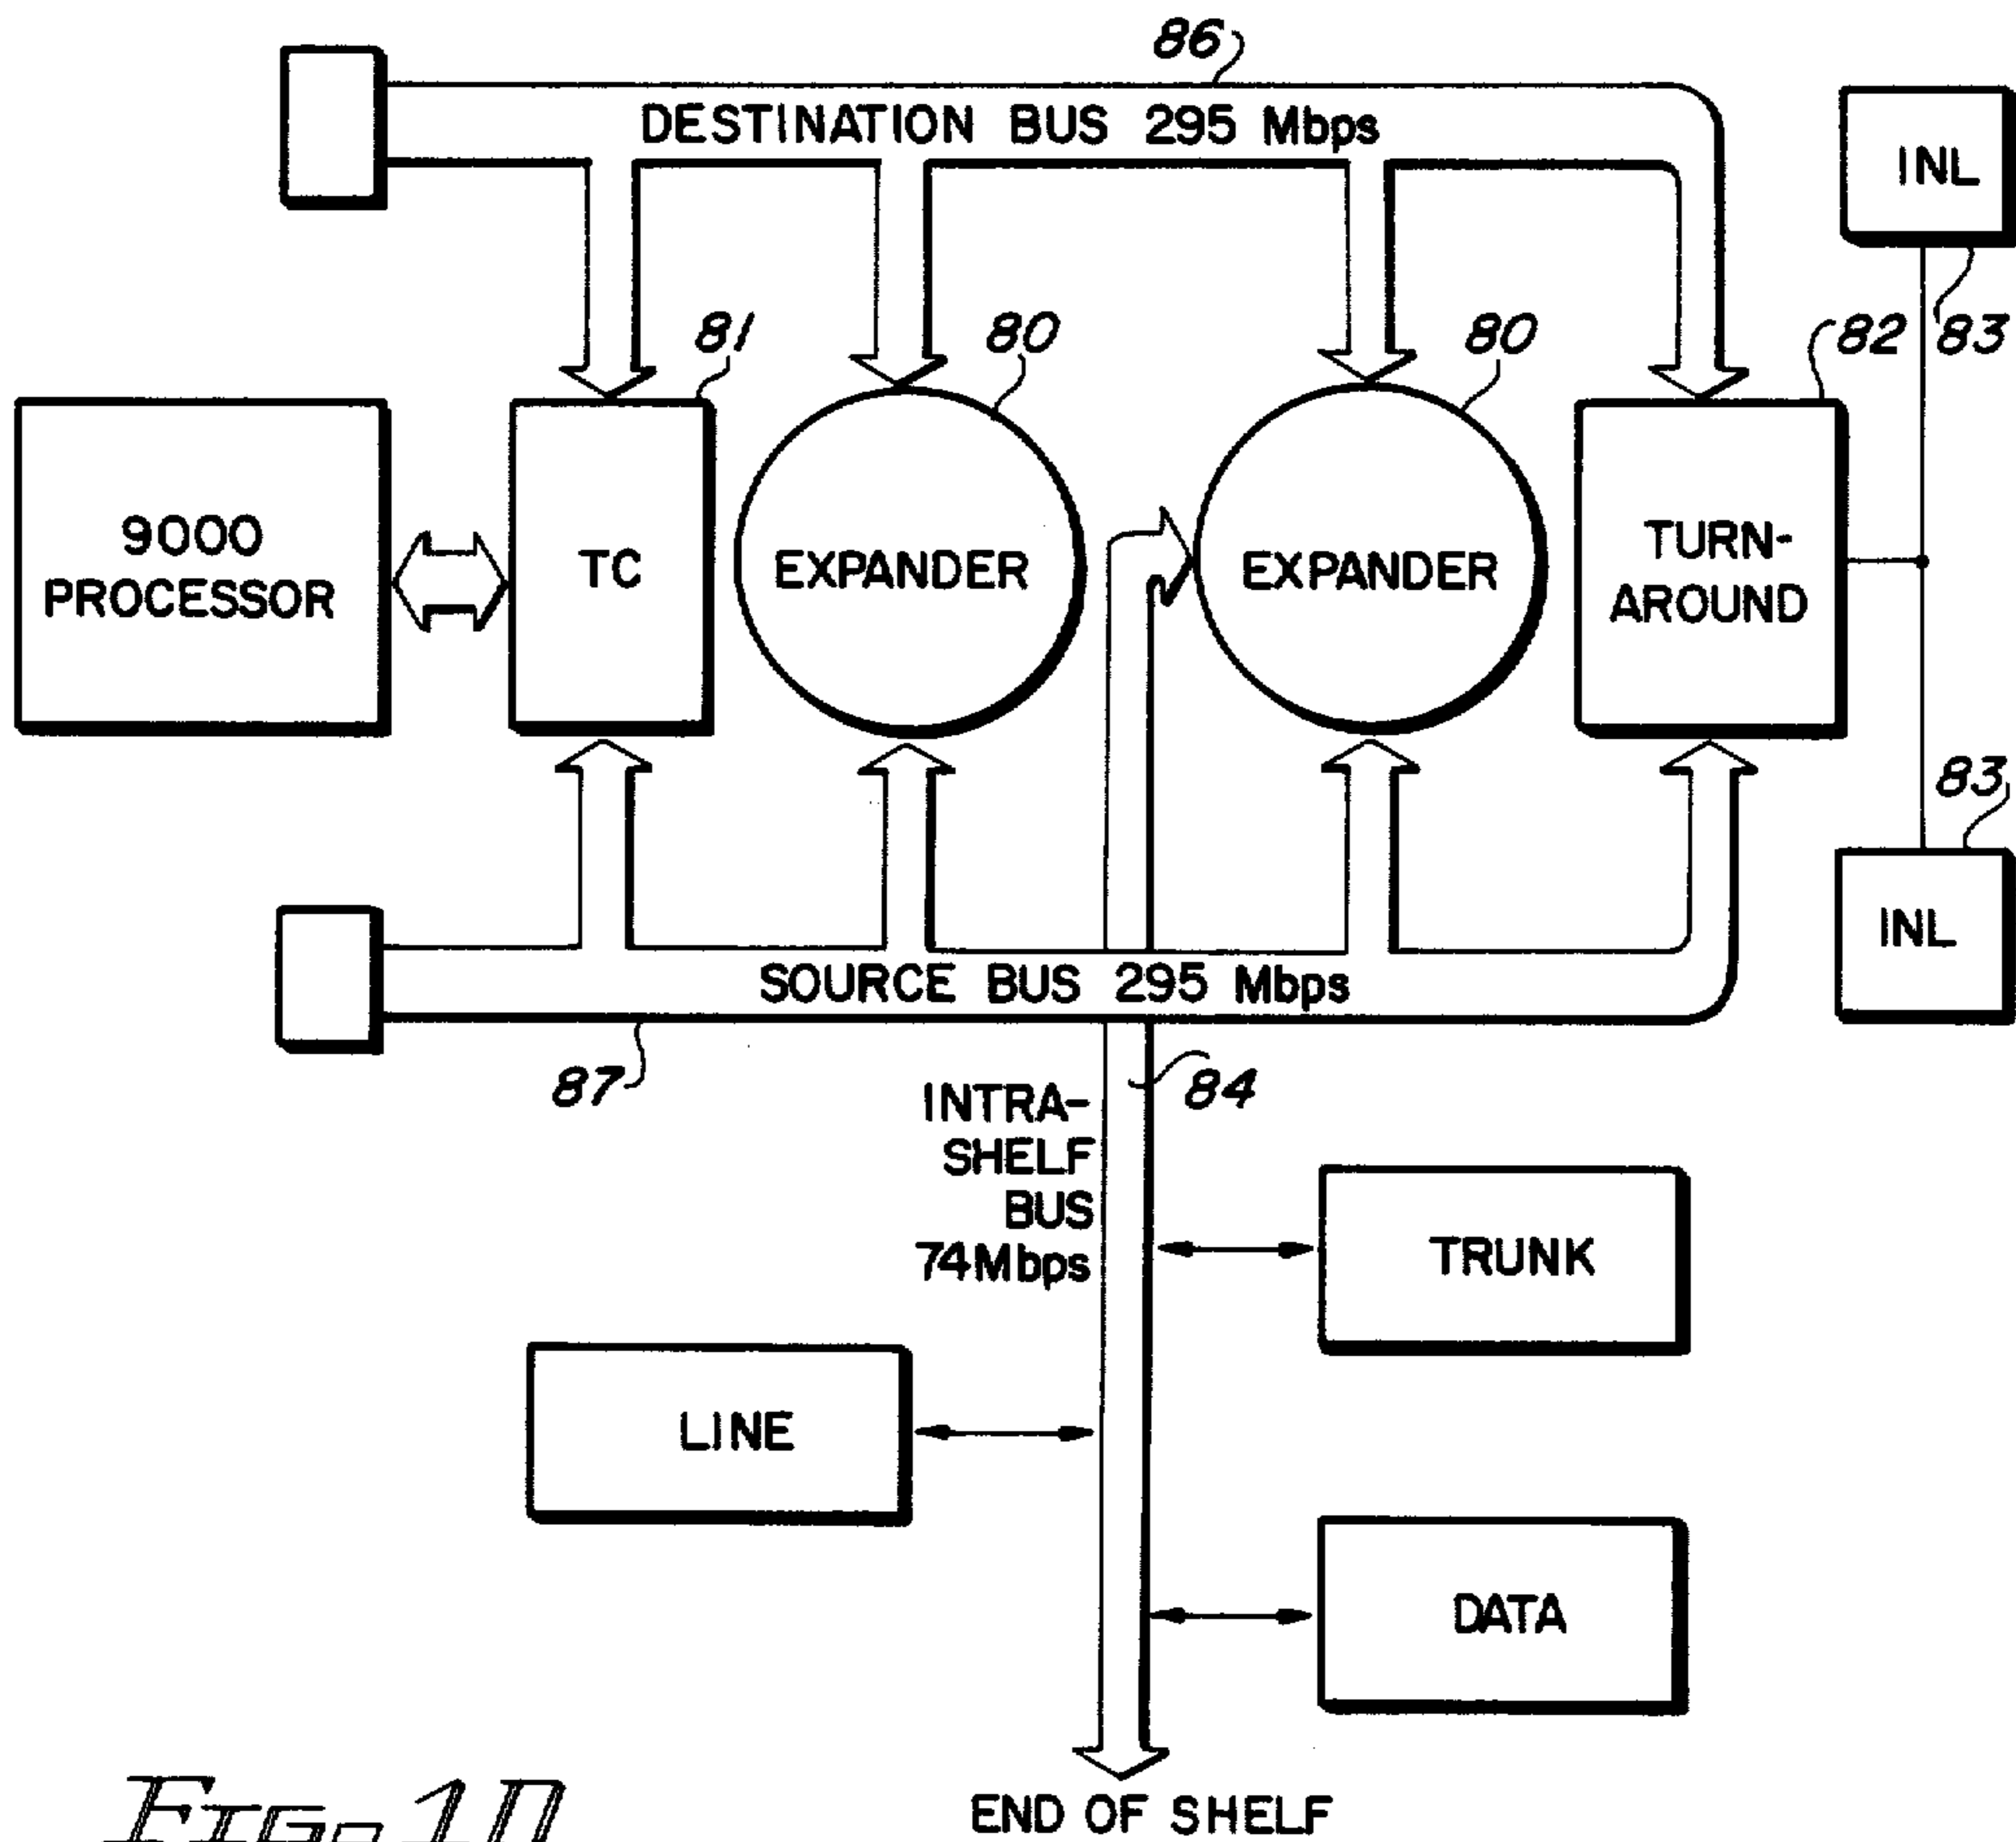 86
DESTINATION BUS 295 Mbps
INL
83
81
80
80
82
9000
PROCESSOR
TC
EXPANDER
EXPANDER
TURN-
AROUND
83
INL
SOURCE BUS 295 Mbps
87
84
INTRA-
SHELF
BUS
74Mbps
TRUNK
LINE
DATA
END OF SHELF